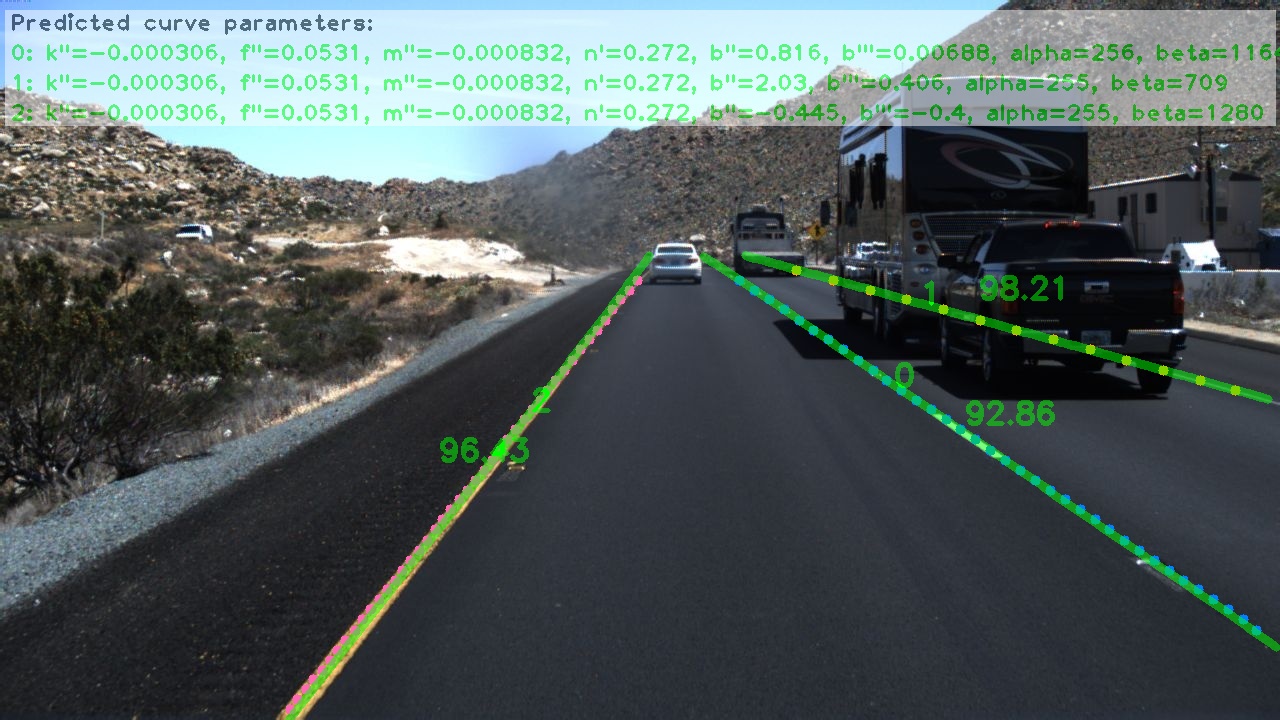 Predicted curve parameters:
0: k''=-0.000306, f''=0.0531, m''=-0.000832, n'=0.272, b''=0.816, b'''=0.00688, alpha=256, beta=116
1: k''=-0.000306, f''=0.0531, m''=-0.000832, n'=0.272, b''=2.03, b'''=0.406, alpha=255, beta=709
2: k''=-0.000306, f''=0.0531, m''=-0.000832, n'=0.272, b''=-0.445, b'''=-0.4, alpha=255, beta=1280
1 98.21
GMC
0
92.86
2